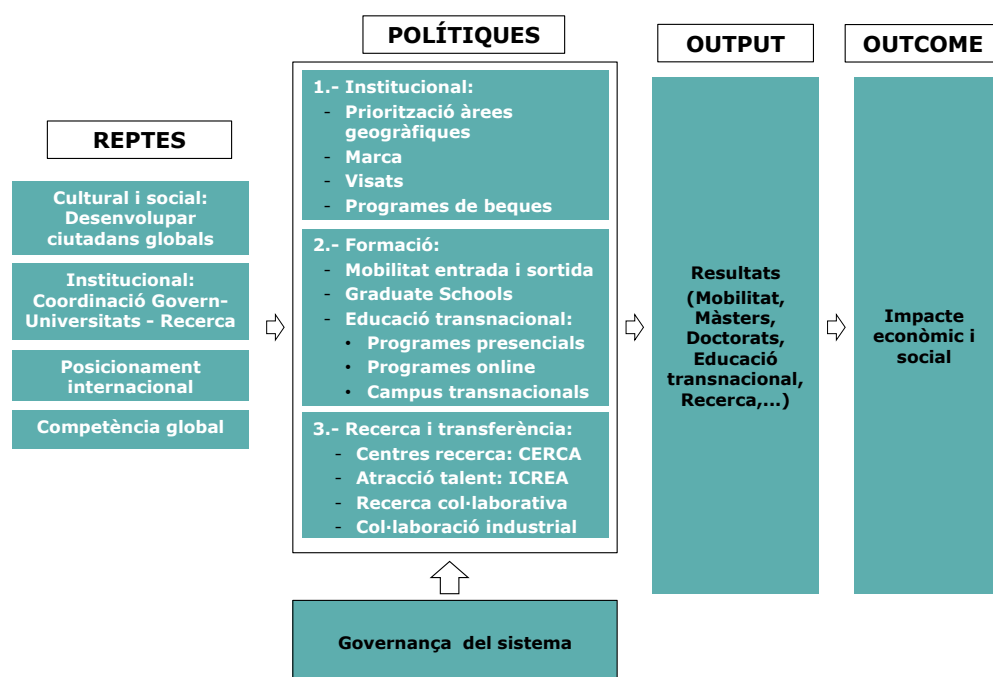 REPTES
Cultural i social:
Desenvolupar
ciutadans globals
Institucional:
Coordinació Govern-
Universitats - Recerca
Posicionament
internacional
Competència global
POLÍTIQUES
1.- Institucional:
- Priorització àrees
geogràfiques
- Marca
- Visats
- Programes de beques
2.- Formació:
- Mobilitat entrada i sortida
- Graduate Schools
- Educació transnacional:
• Programes presencials
• Programes online
• Campus transnacionals
3.- Recerca i transferència:
- Centres recerca: CERCA
- Atracció talent: ICREA
- Recerca col·laborativa
- Col·laboració industrial
Governança del sistema
OUTPUT
Resultats
(Mobilitat,
Màsters,
Doctorats,
Educació
transnacional,
Recerca,...)
OUTCOME
Impacte
econòmic i
social